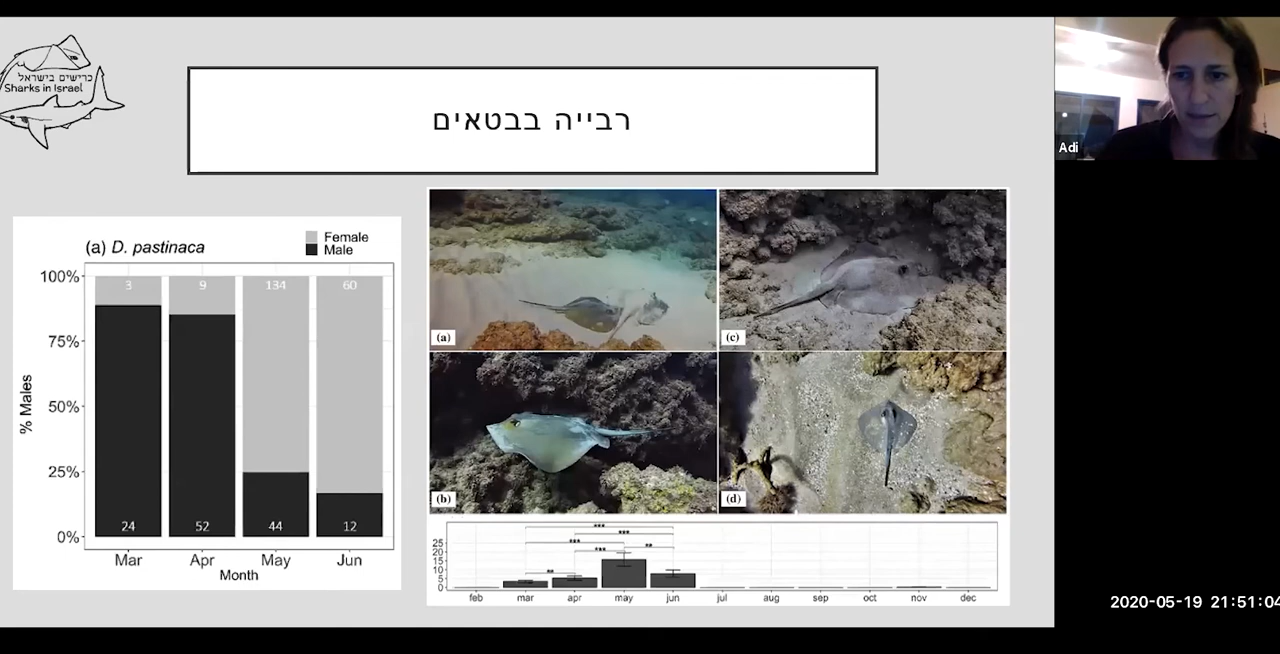 כרישים בישראל
Sharks in Israel
רבייה בבטאים
Adi
(a) D. pastinaca
Female
Male
% Males
100%
75%
50%
25%
0%
3 9 134 60
24 52 44 12
Mar Apr May Jun
Month
(a)
(c)
(b)
(d)
*** 
***
***
*** **
**
25
20
15
10
5
0
feb mar apr may jun jul aug sep oct nov dec
2020-05-19 21:51:04